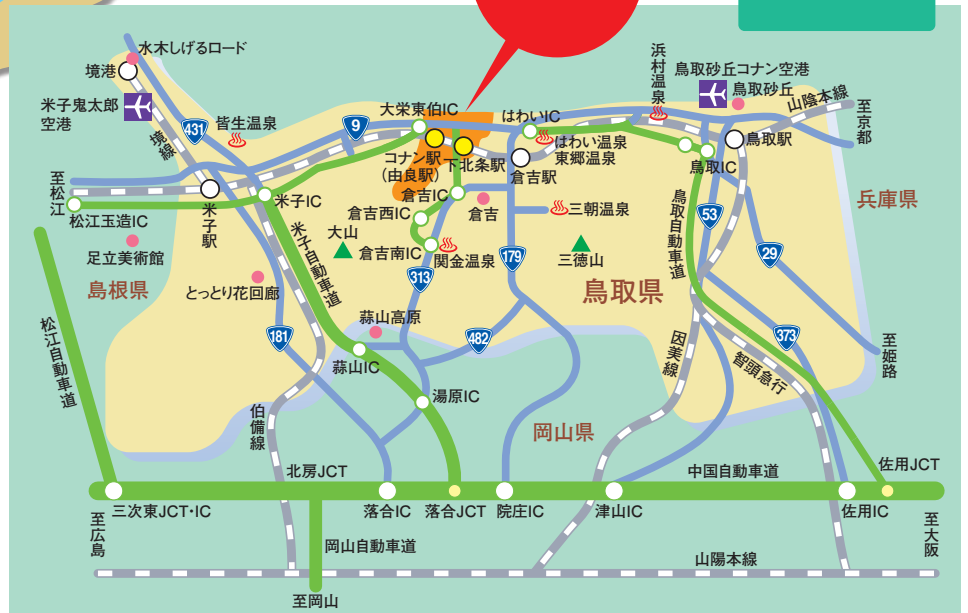 水木しげるロード
境港
米子鬼太郎
空港
境線
431
皆生温泉
9
大栄東伯IC
はわいIC
浜村温泉
鳥取砂丘コナン空港
鳥取砂丘
山陰本線
至京都
コナン駅
(由良駅)
下北条駅
倉吉駅
はわい温泉
東郷温泉
鳥取IC
鳥取駅
至松江
松江玉造IC
米子駅
米子IC
倉吉IC
倉吉西IC
倉吉
三朝温泉
鳥取自動車道
53
兵庫県
足立美術館
米子自動車道
大山
倉吉南IC
関金温泉
179
三徳山
29
島根県
とっとり花回廊
313
鳥取県
松江自動車道
181
蒜山高原
482
因美線
373
至姫路
蒜山IC
智頭急行
湯原IC
伯備線
岡山県
北房JCT
中国自動車道
佐用JCT
三次東JCT・IC
落合IC
落合JCT
院庄IC
津山IC
佐用IC
至広島
至大阪
岡山自動車道
山陽本線
至岡山